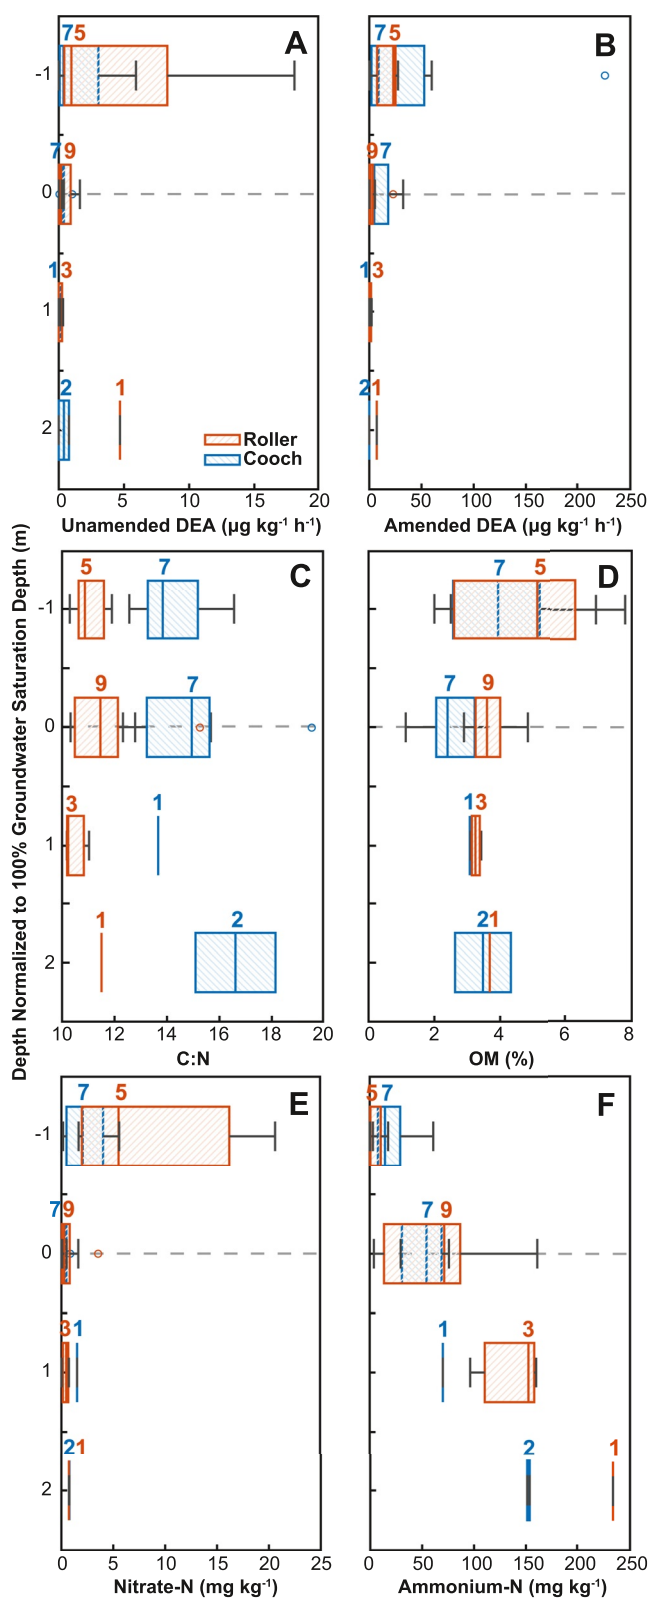 A
7 5
-1
7 9
0
1 3
1
2 1
2
Roller
Cooch
0 5 10 15 20
Unamended DEA (µg kg-1 h-1)
B
7 5
9 7
1 3
2 1
0 50 100 150 200 250
Amended DEA (µg kg-1 h-1)
Depth Normalized to 100% Groundwater Saturation Depth (m)
C
5 7
-1
9 7
0
3 1
1
1 2
2
10 12 14 16 18 20
C:N
D
7 5
7 9
1 3
2 1
0 2 4 6 8
OM (%)
E
7 5
-1
7 9
0
3 1
1
2 1
2
0 5 10 15 20 25
Nitrate-N (mg kg-1)
F
5 7
7 9
1 3
2 1
0 50 100 150 200 250
Ammonium-N (mg kg-1)